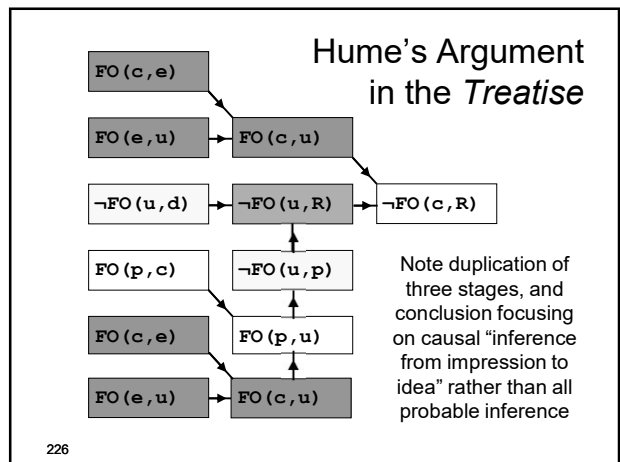 Hume’s Argument
in the Treatise
FO(c,e)
FO(e,u) FO(c,u)
¬FO(u,d) ¬FO(u,R) ¬FO(c,R)
FO(p,c) ¬FO(u,p)
FO(c,e) FO(p,u)
FO(e,u) FO(c,u)
Note duplication of
three stages, and
conclusion focusing
on causal “inference
from impression to
idea” rather than all
probable inference
226